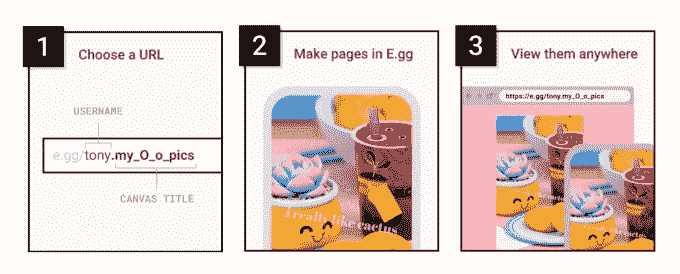 1
Choose a URL
USERNAME
e.gg/tony.my_O_o_pics
CANVAS TITLE
2
Make pages in E.gg
I really like cactus
3
View them anywhere
https://e.gg/tony.my_O_o_pics